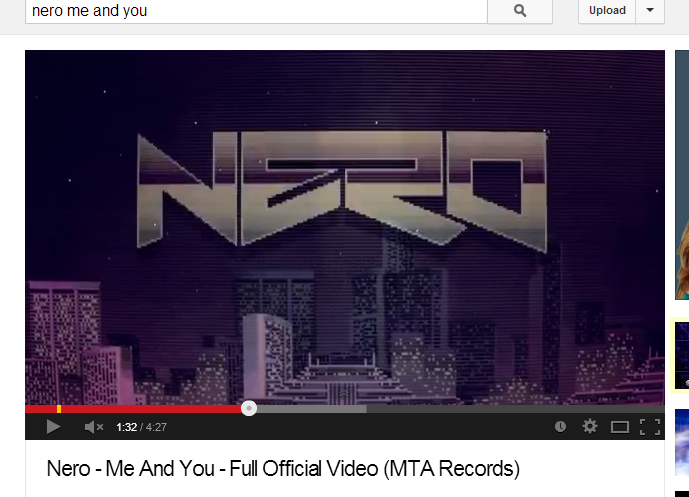 nero me and you
Upload
NERO
1:32 / 4:27
Nero - Me And You - Full Official Video (MTA Records)